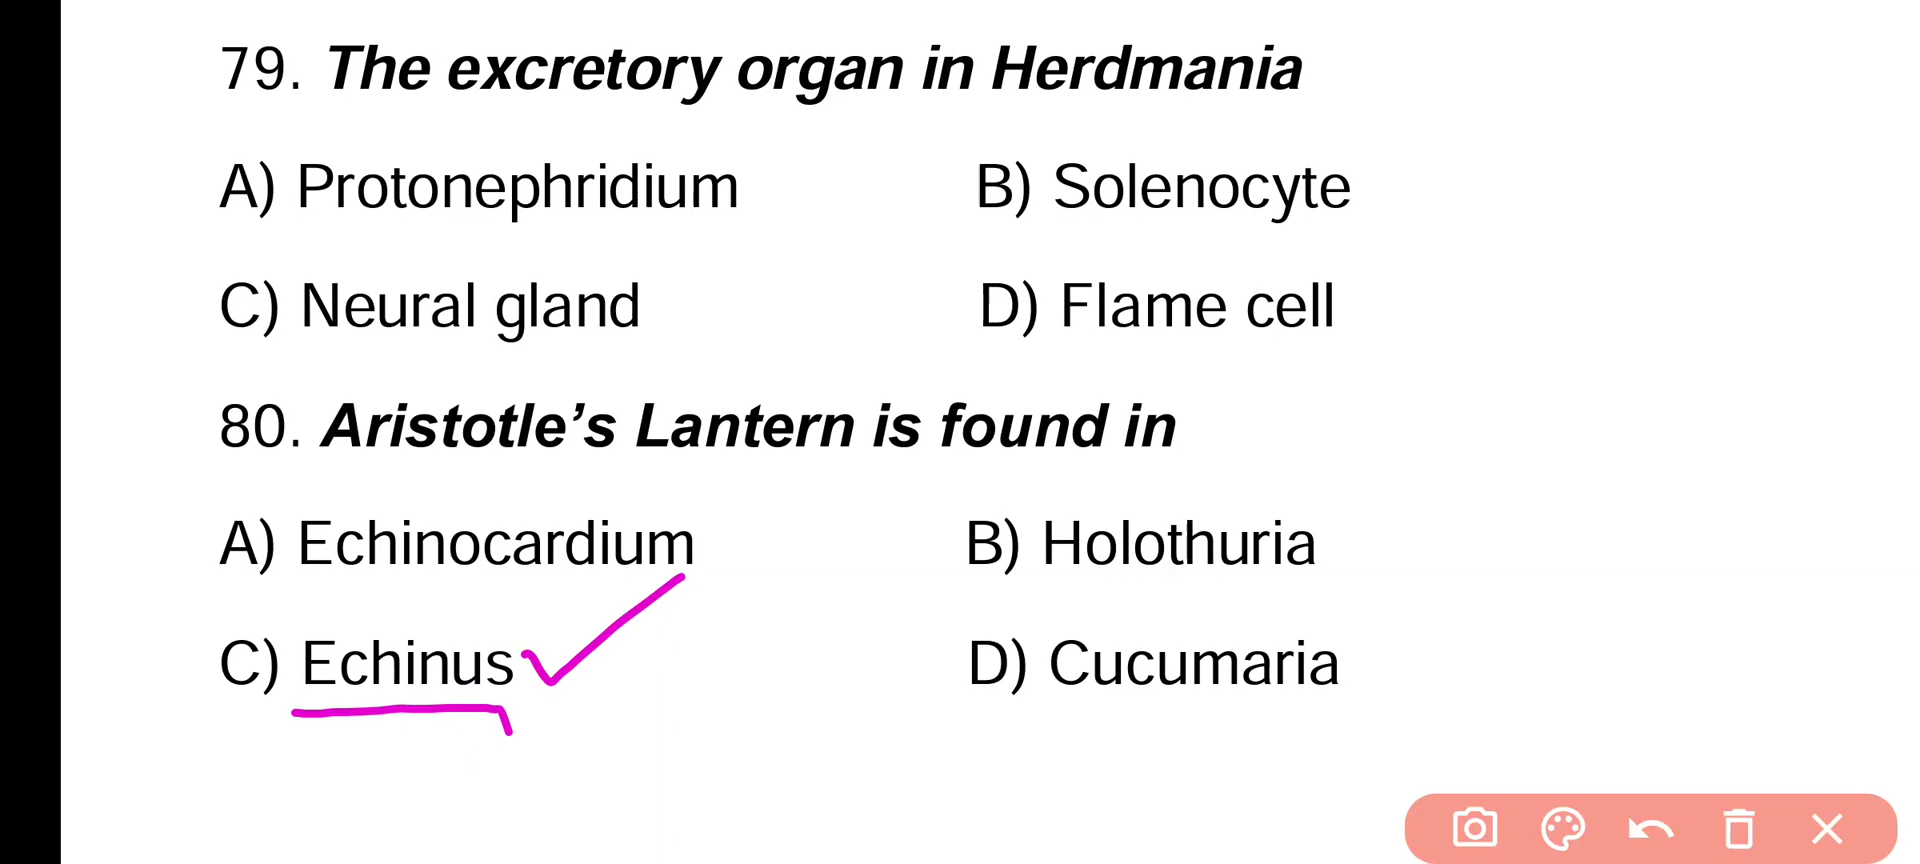 79. The excretory organ in Herdmania
A) Protonephridium B) Solenocyte
C) Neural gland D) Flame cell
80. Aristotle’s Lantern is found in
A) Echinocardium B) Holothuria
C) Echinus D) Cucumaria